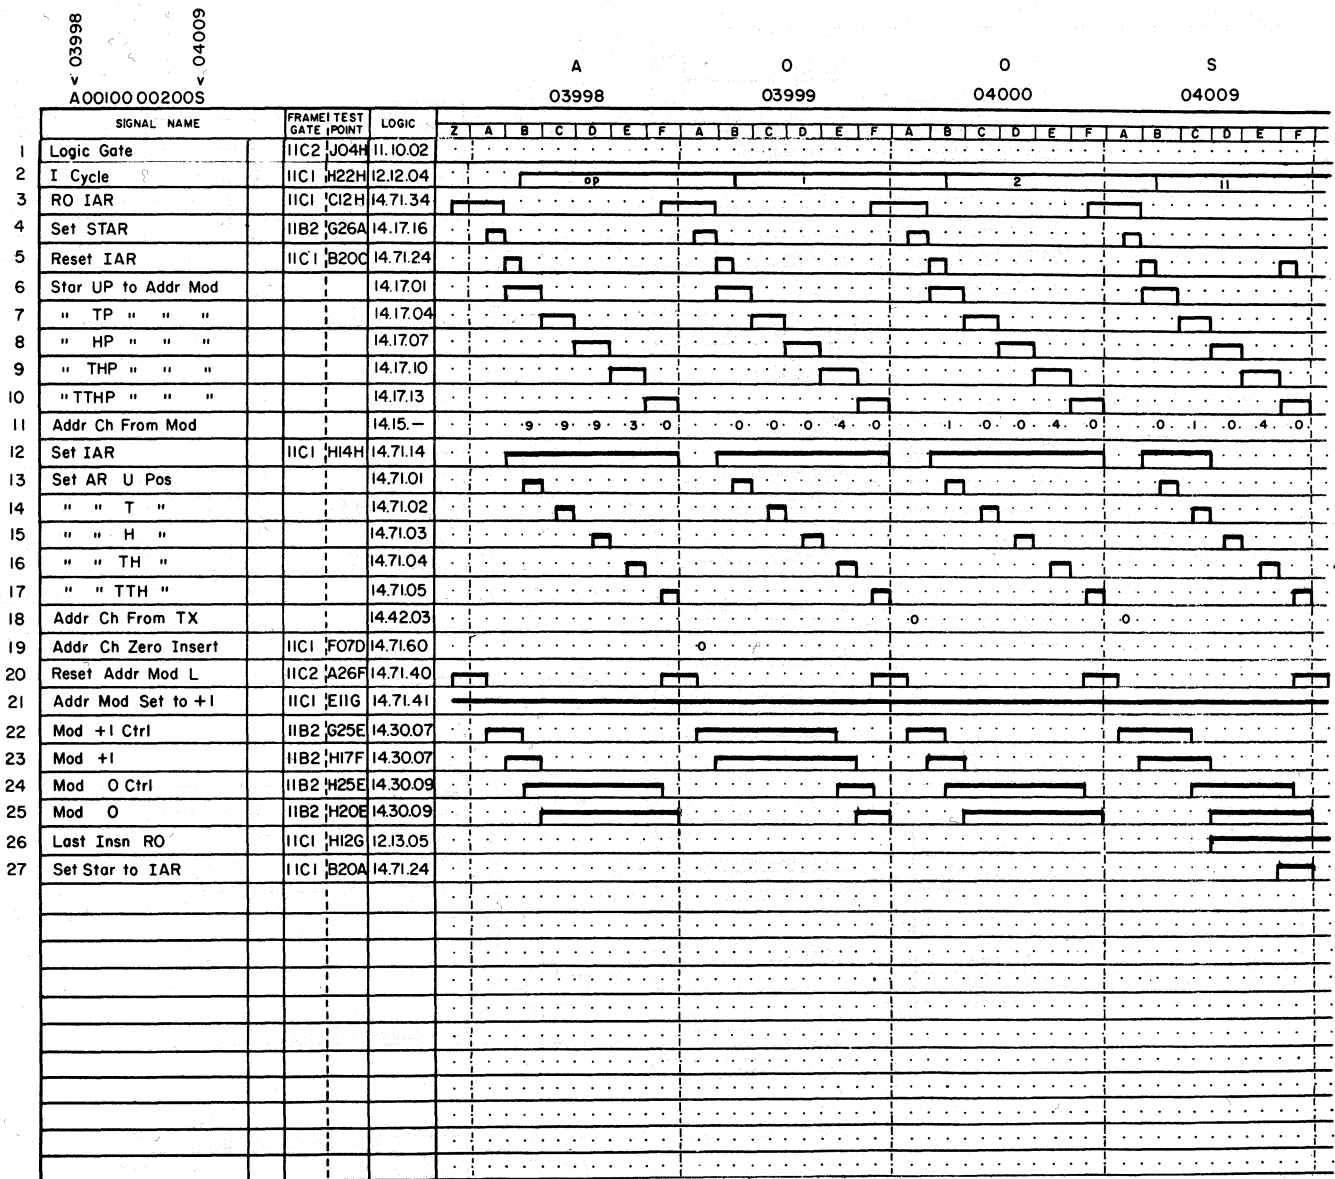 v 03998
v 04009
A 0 0 S
A00100 00200S 03998 03999 04000 04009
SIGNAL NAME FRAME TEST LOGIC
GATE POINT
Z A B C D E F A B C D E F A B C D E F A B C D E F
1 Logic Gate 11C2 J04H 11.10.02
2 I Cycle 11C1 H22H 12.12.04 op 1 2 11
3 RO IAR 11C1 C12H 14.71.34
4 Set STAR 11B2 G26A 14.17.16
5 Reset IAR 11C1 B20C 14.71.24
6 Star UP to Addr Mod 14.17.01
7 " TP " " " 14.17.04
8 " HP " " " 14.17.07
9 " THP " " " 14.17.10
10 " TTHP " " " 14.17.13
11 Addr Ch From Mod 14.15.— 9 9 9 3 0 0 0 0 4 0 1 0 0 4 0 0 1 0 4 0
12 Set IAR 11C1 H14H 14.71.14
13 Set AR U Pos 14.71.01
14 " " T " 14.71.02
15 " " H " 14.71.03
16 " " TH " 14.71.04
17 " " TTH " 14.71.05
18 Addr Ch From TX 14.42.03 0 0
19 Addr Ch Zero Insert 11C1 F07D 14.71.60 0
20 Reset Addr Mod L 11C2 A26F 14.71.40
21 Addr Mod Set to +1 11C1 E11G 14.71.41
22 Mod +1 Ctrl 11B2 G25E 14.30.07
23 Mod +1 11B2 H17F 14.30.07
24 Mod 0 Ctrl 11B2 H25E 14.30.09
25 Mod 0 11B2 H20E 14.30.09
26 Last Insn RO 11C1 H12G 12.13.05
27 Set Star to IAR 11C1 B20A 14.71.24